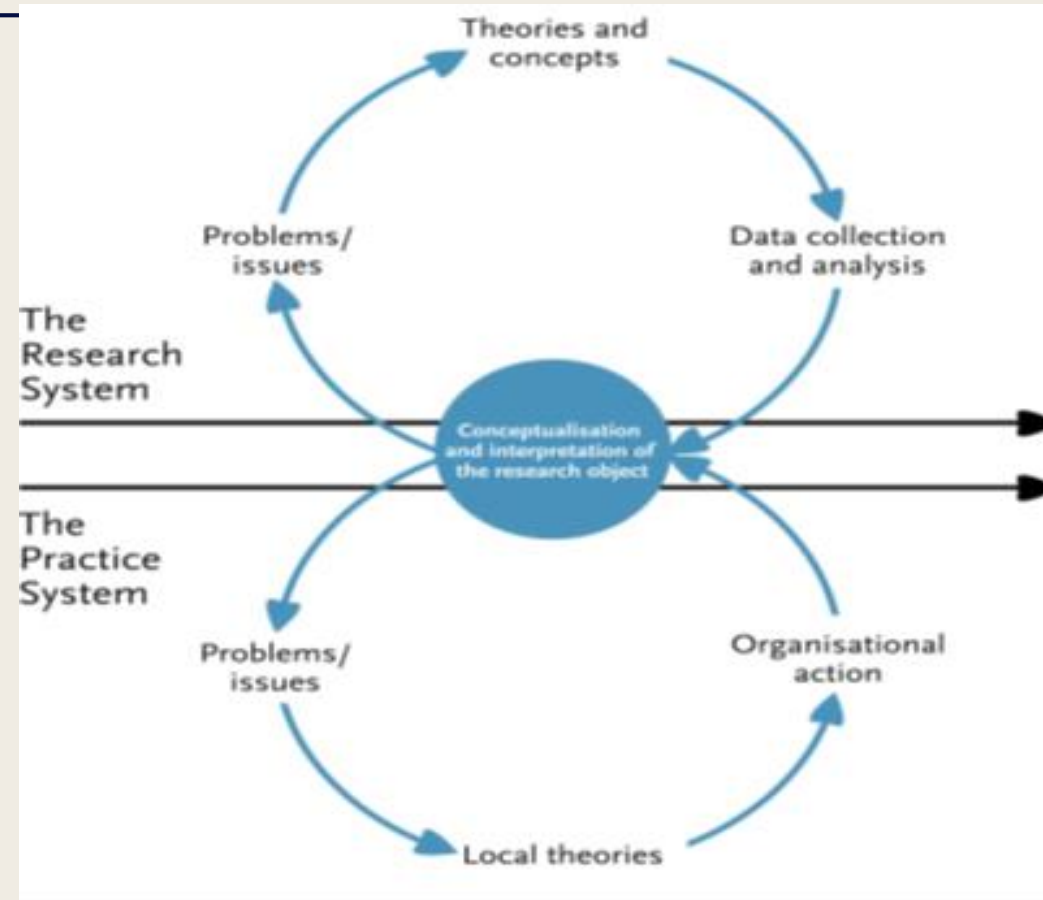 Theories and
concepts
Problems/
issues
Data collection
and analysis
The
Research
System
Conceptualisation
and interpretation of
the research object
The
Practice
System
Problems/
issues
Organisational
action
Local theories